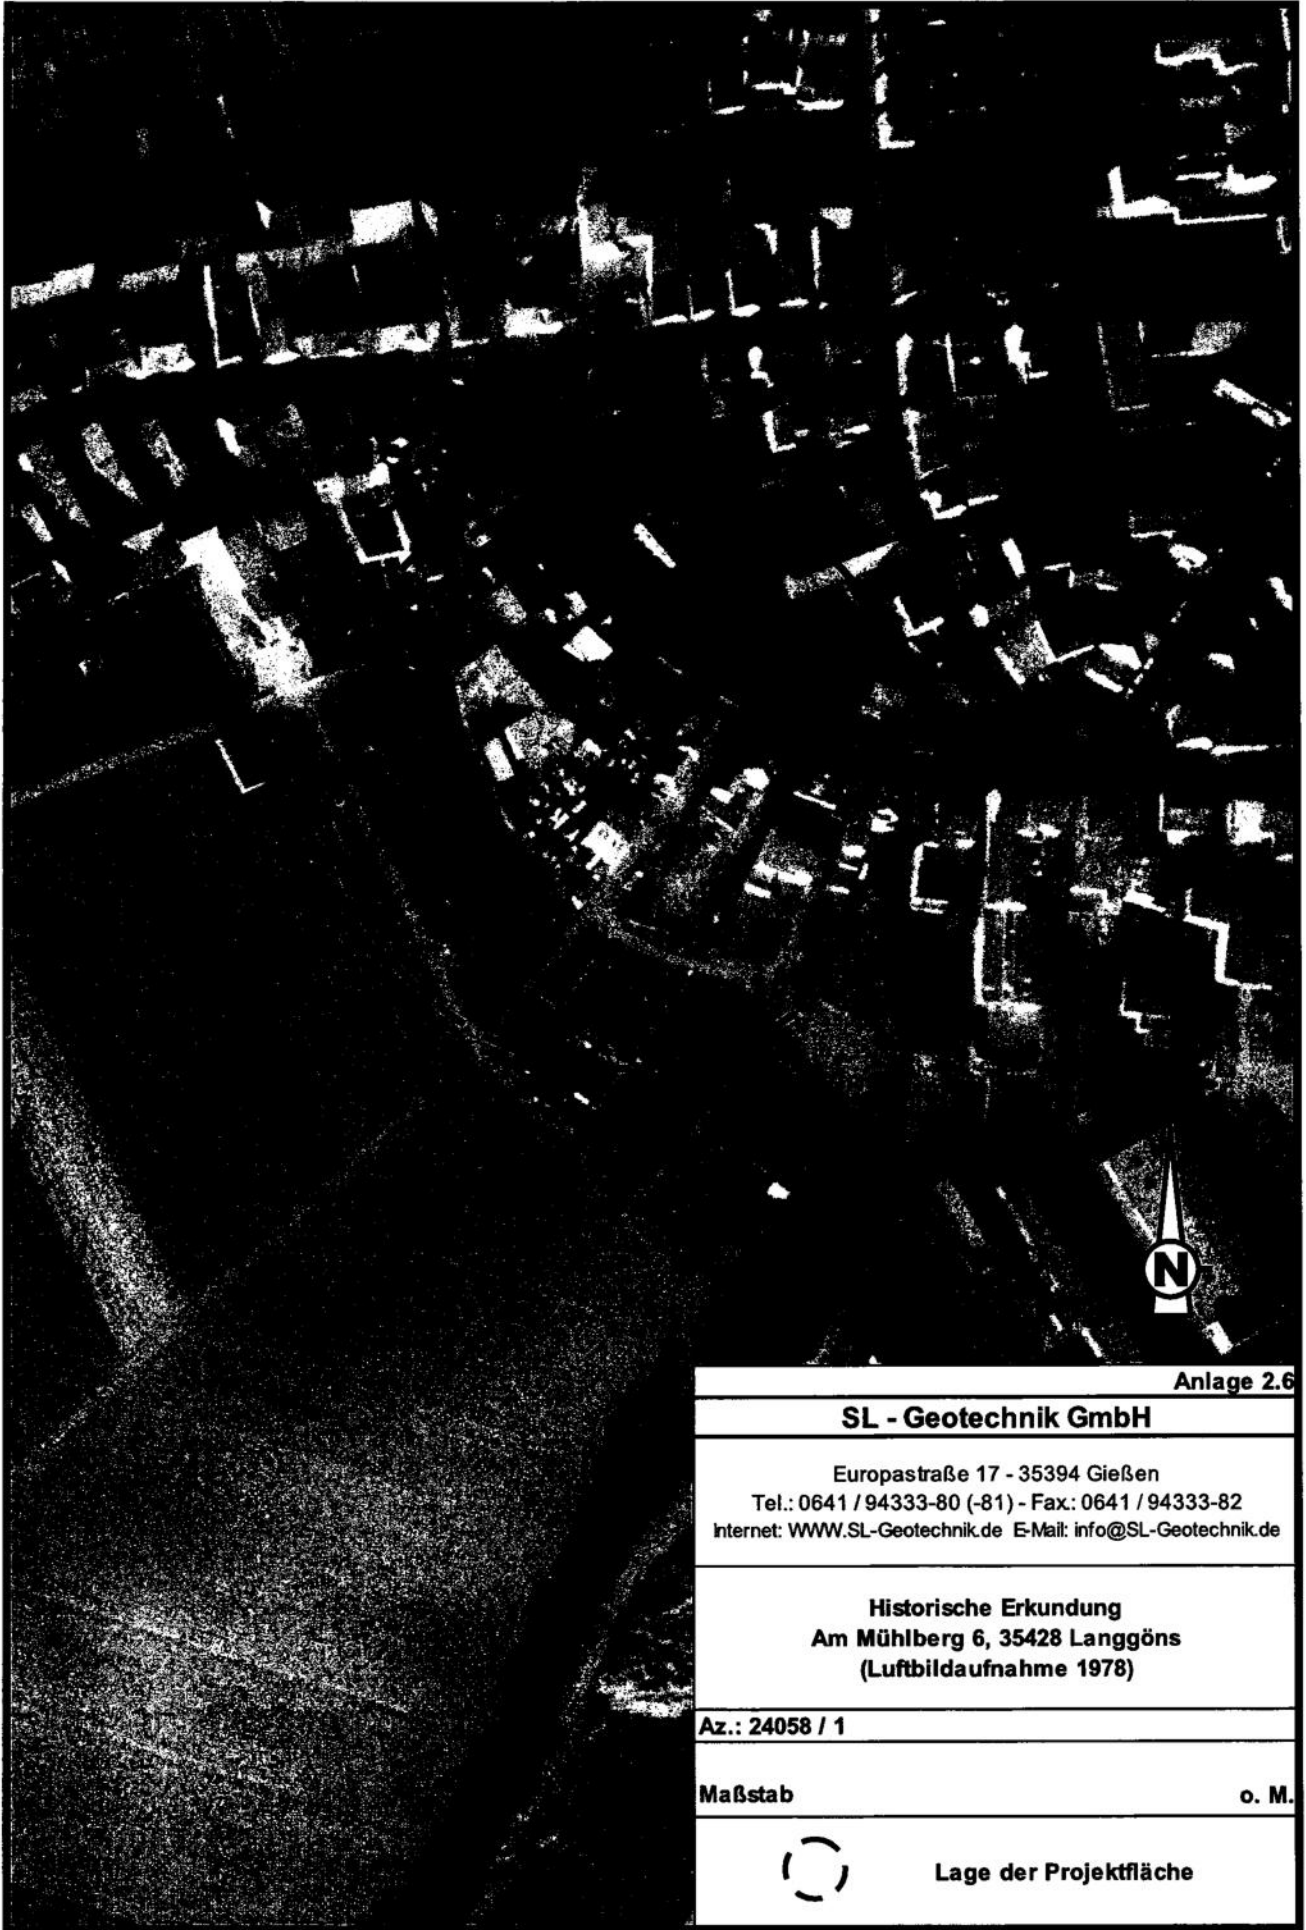 N
Anlage 2.6
SL - Geotechnik GmbH
Europastraße 17 - 35394 Gießen
Tel.: 0641 / 94333-80 (-81) - Fax.: 0641 / 94333-82
Internet: WWW.SL-Geotechnik.de E-Mail: info@SL-Geotechnik.de
Historische Erkundung
Am Mühlberg 6, 35428 Langgöns
(Luftbildaufnahme 1978)
Az.: 24058 / 1
Maßstab o. M.
Lage der Projektfläche